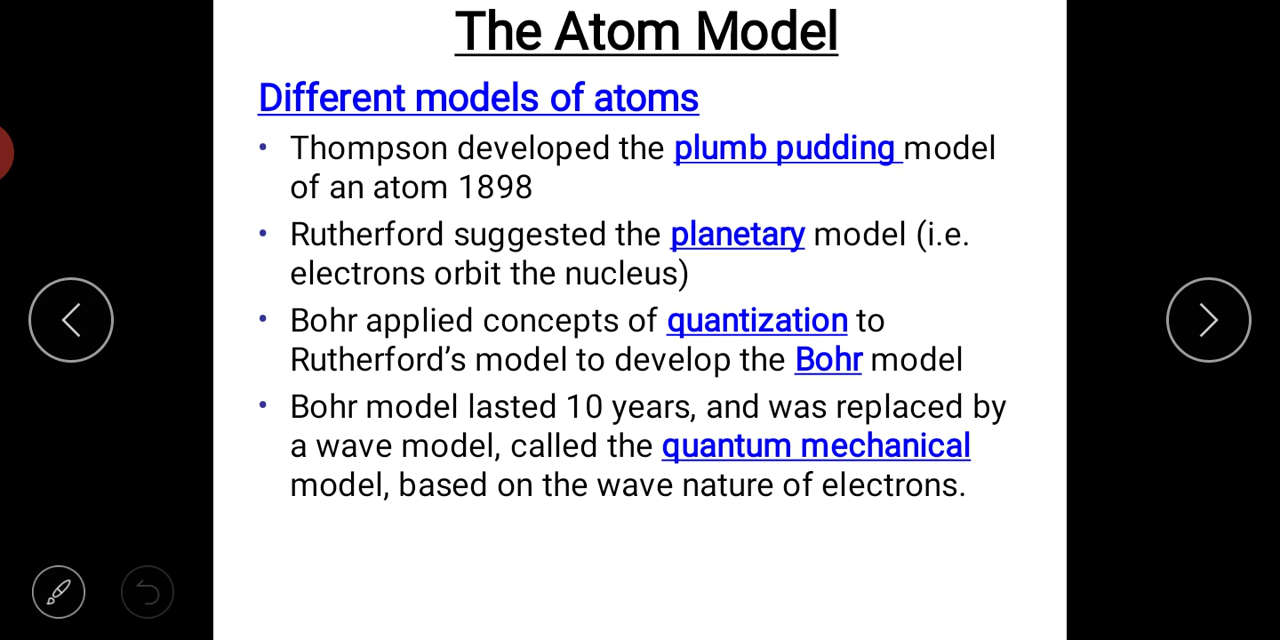 The Atom Model
Different models of atoms
• Thompson developed the plumb pudding model
of an atom 1898
• Rutherford suggested the planetary model (i.e.
electrons orbit the nucleus)
• Bohr applied concepts of quantization to
Rutherford’s model to develop the Bohr model
• Bohr model lasted 10 years, and was replaced by
a wave model, called the quantum mechanical
model, based on the wave nature of electrons.